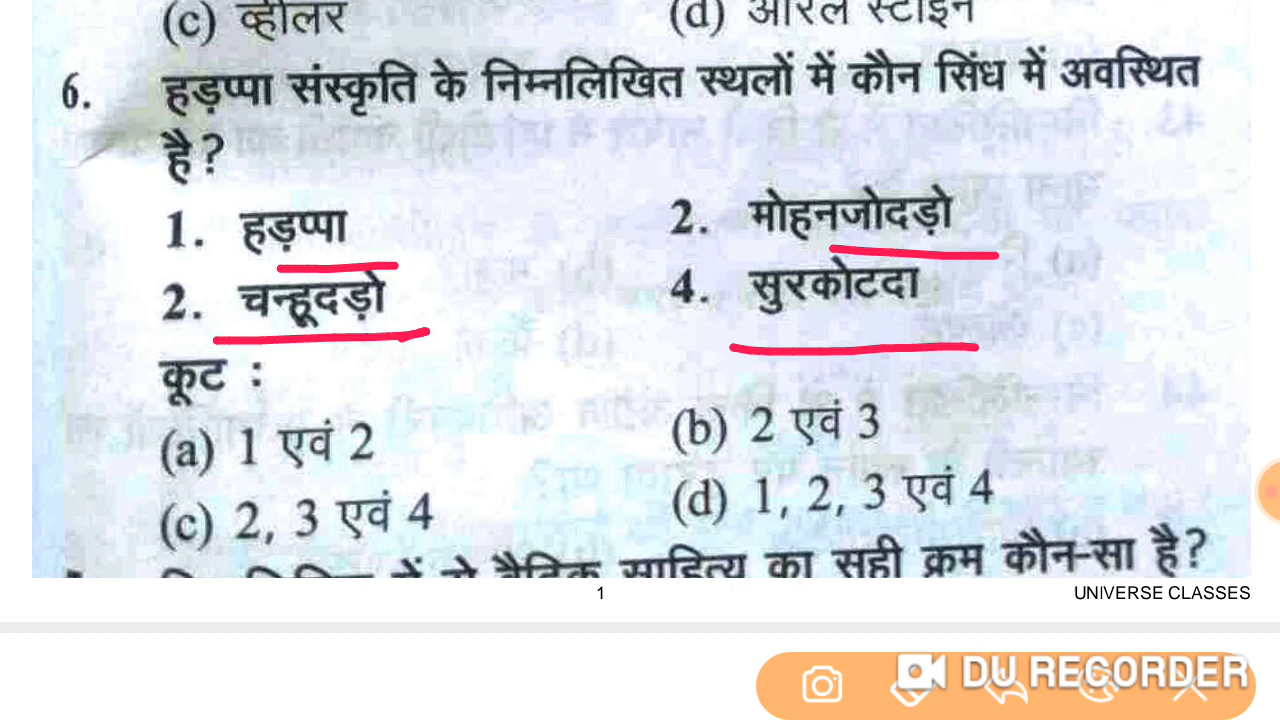 (c) व्हीलर (d) ऑरेल स्टाइन
6. हड़प्पा संस्कृति के निम्नलिखित स्थलों में कौन सिंध में अवस्थित
है?
1. हड़प्पा 2. मोहनजोदड़ो
2. चन्हूदड़ो 4. सुरकोटदा
कूट :
(a) 1 एवं 2 (b) 2 एवं 3
(c) 2, 3 एवं 4 (d) 1, 2, 3 एवं 4
में से वैदिक साहित्य का सही क्रम कौन-सा है?
1 UNIVERSE CLASSES
DU RECORDER